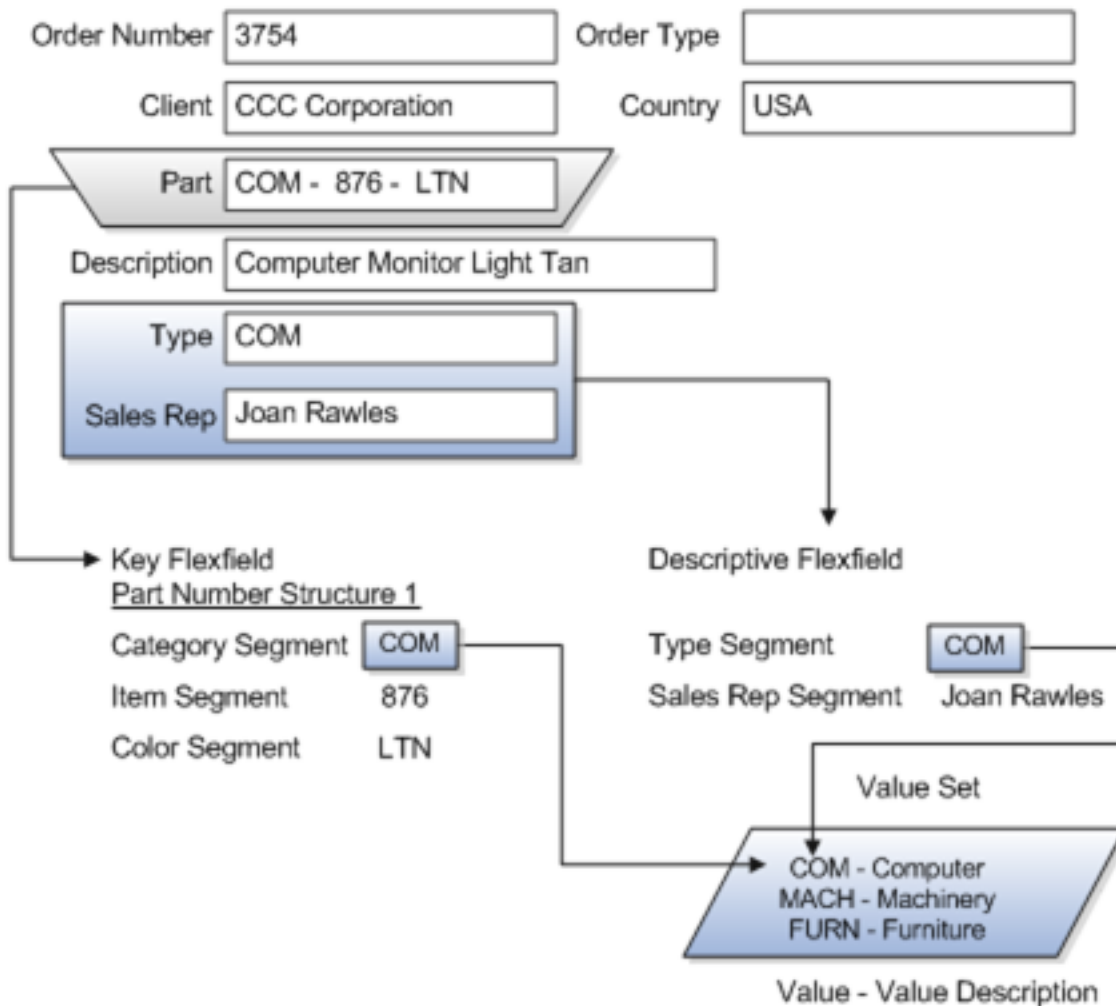 Order Number 3754 Order Type
Client CCC Corporation Country USA
Part COM - 876 - LTN
Description Computer Monitor Light Tan
Type COM
Sales Rep Joan Rawles
Key Flexfield Descriptive Flexfield
Part Number Structure 1
Category Segment COM Type Segment COM
Item Segment 876 Sales Rep Segment Joan Rawles
Color Segment LTN
Value Set
COM - Computer
MACH - Machinery
FURN - Furniture
Value - Value Description